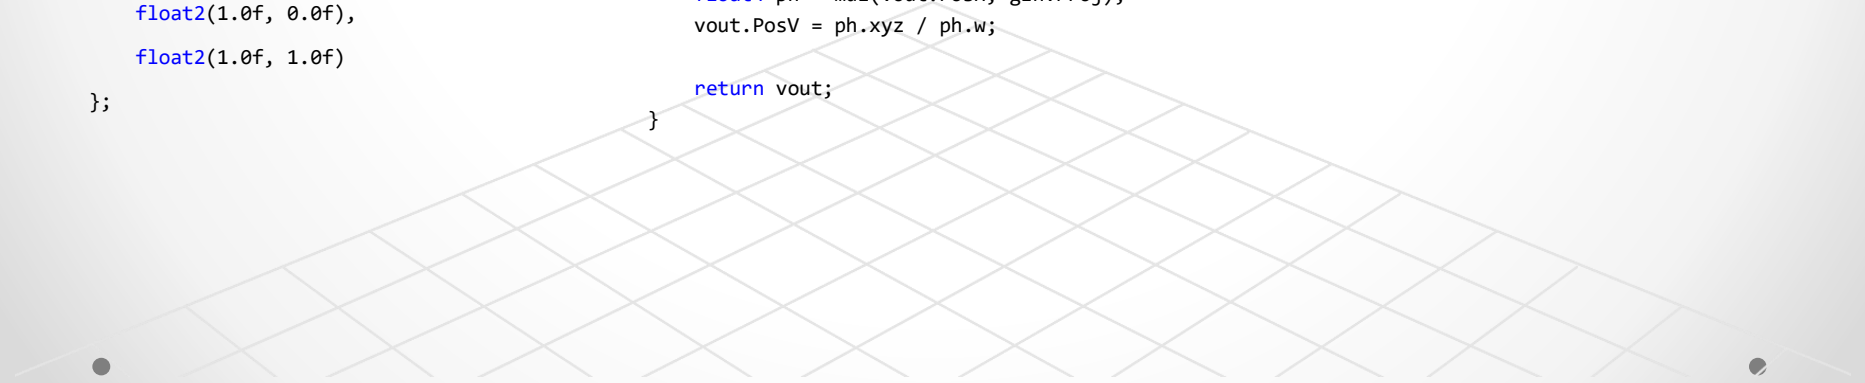 float2(1.0f, 0.0f),
float2(1.0f, 1.0f)
};
vout.PosV = ph.xyz / ph.w;
return vout;
}